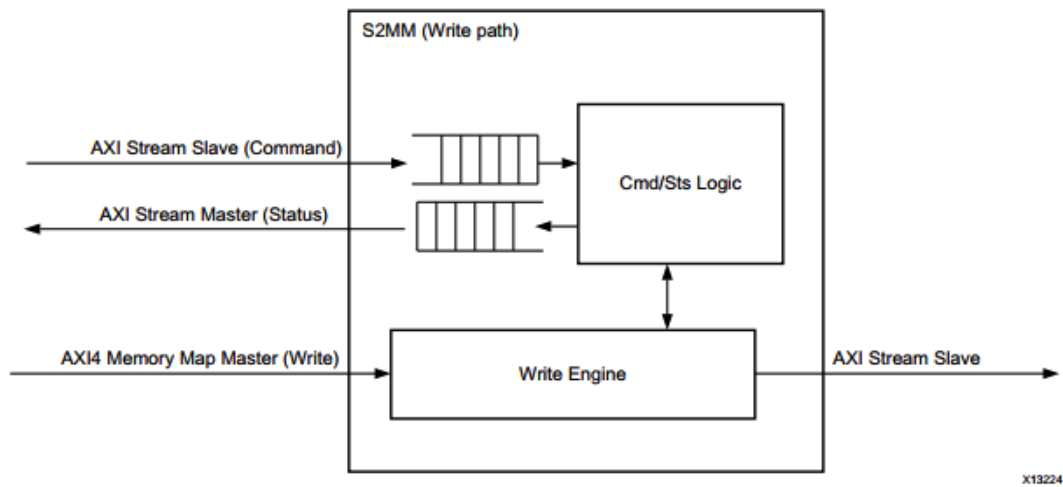 S2MM (Write path)
AXI Stream Slave (Command)
Cmd/Sts Logic
AXI Stream Master (Status)
AXI4 Memory Map Master (Write)
Write Engine
AXI Stream Slave
X13224